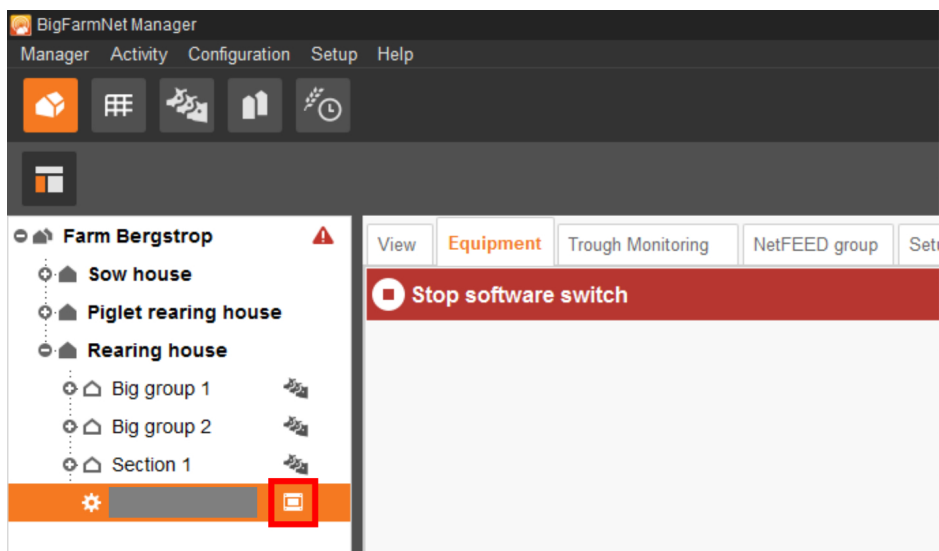 BigFarmNet Manager
Manager Activity Configuration Setup Help
Farm Bergstrop
Sow house
Piglet rearing house
Rearing house
Big group 1
Big group 2
Section 1
View Equipment Trough Monitoring NetFEED group Setu
Stop software switch